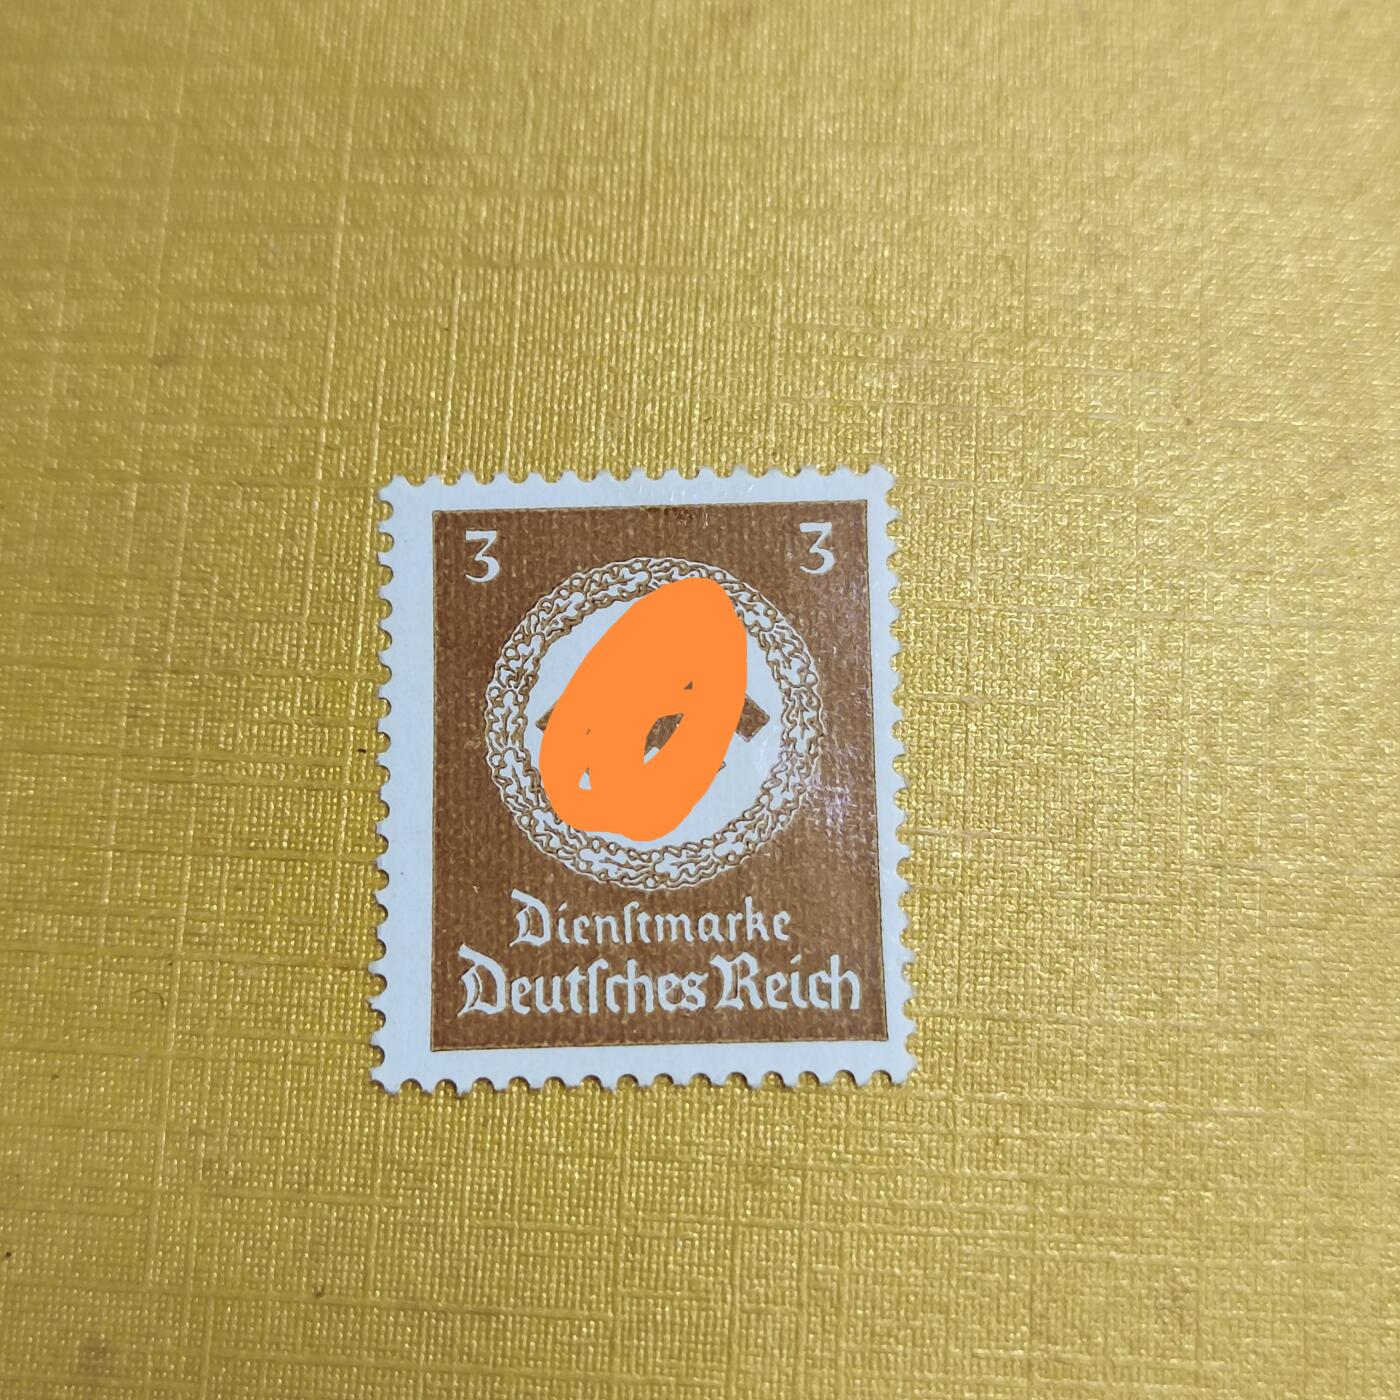 3 3
Dienſtmarke
Deutſches Reich